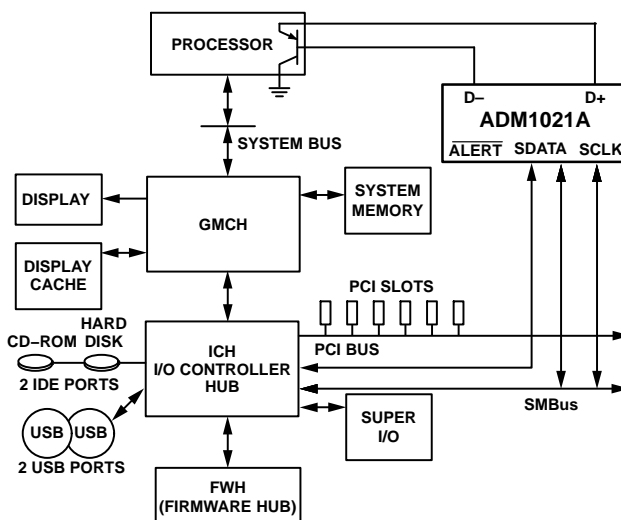 PROCESSOR
D– D+
ADM1021A
ALERT SDATA SCLK
SYSTEM BUS
DISPLAY
GMCH
SYSTEM
MEMORY
DISPLAY
CACHE
PCI SLOTS
HARD
DISK
CD–ROM
ICH
I/O CONTROLLER
HUB
PCI BUS
2 IDE PORTS
SMBus
USB USB
SUPER
I/O
2 USB PORTS
FWH
(FIRMWARE HUB)